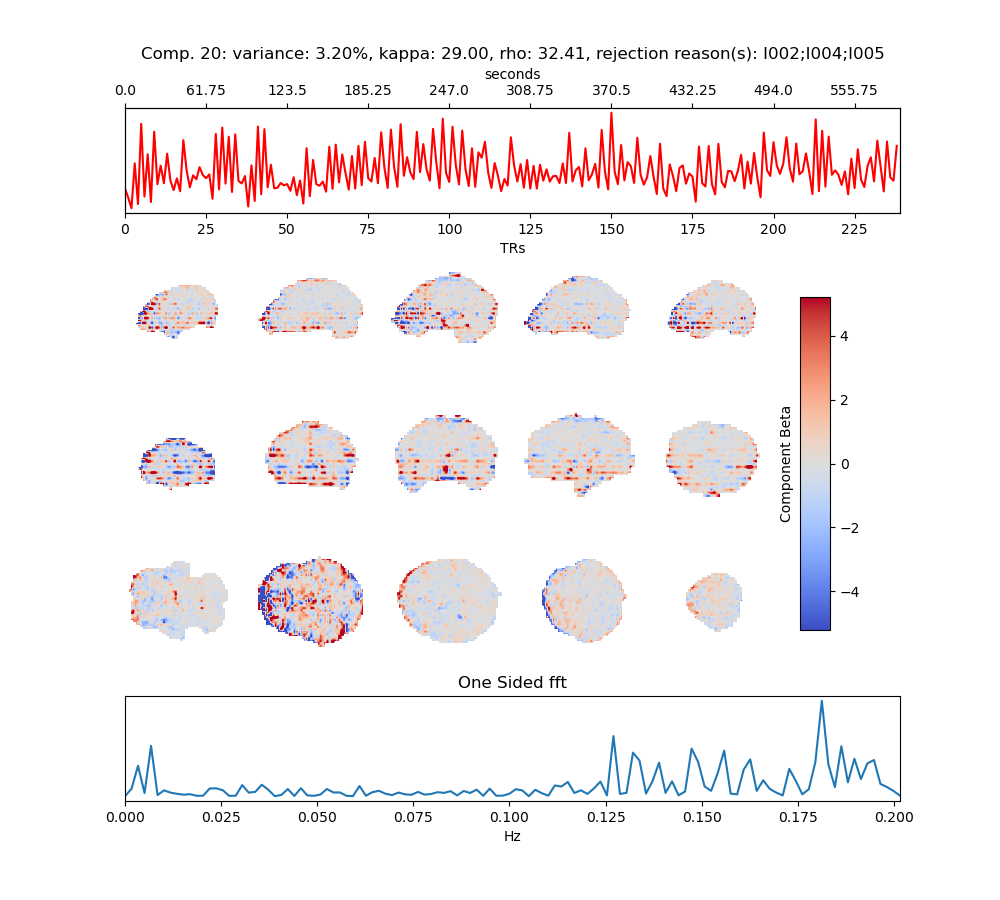 Comp. 20: variance: 3.20%, kappa: 29.00, rho: 32.41, rejection reason(s): I002;I004;I005
seconds
0.0 61.75 123.5 185.25 247.0 308.75 370.5 432.25 494.0 555.75
0 25 50 75 100 125 150 175 200 225
TRs
4
2
0
−2
−4
Component Beta
One Sided fft
0.000 0.025 0.050 0.075 0.100 0.125 0.150 0.175 0.200
Hz